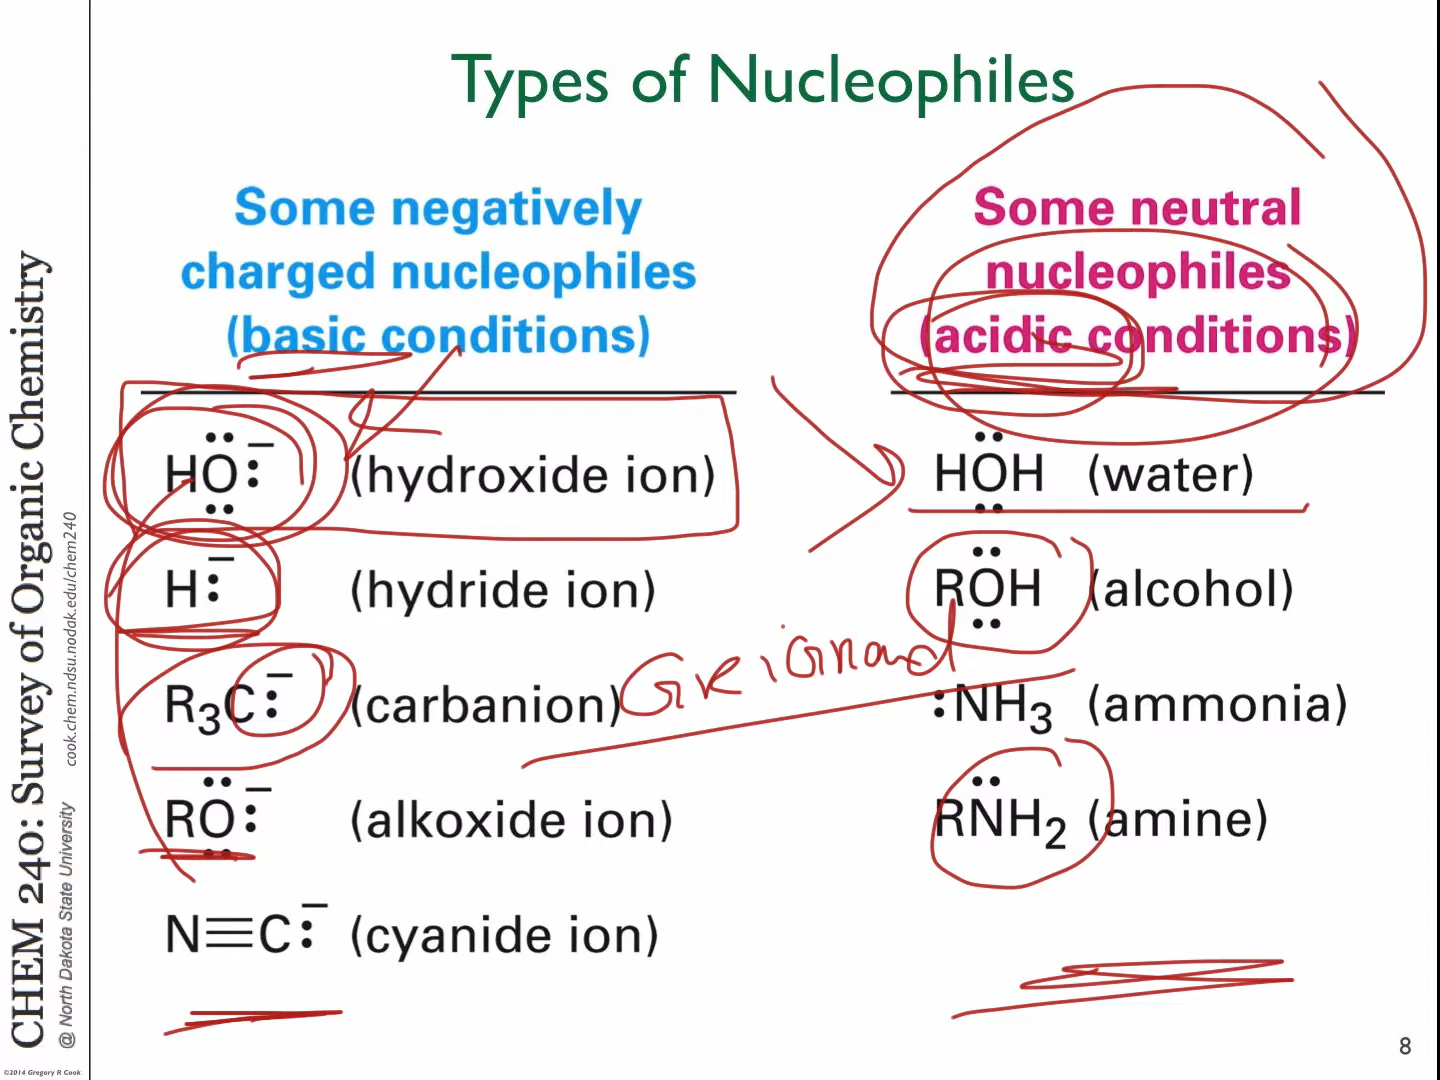 Types of Nucleophiles
Some negatively
charged nucleophiles
(basic conditions)
HO:⁻ (hydroxide ion)
H:⁻ (hydride ion)
R₃C:⁻ (carbanion)
RO:⁻ (alkoxide ion)
N≡C:⁻ (cyanide ion)
Some neutral
nucleophiles
(acidic conditions)
HOH (water)
ROH (alcohol)
:NH₃ (ammonia)
RNH₂ (amine)
GRiGnard
CHEM 240: Survey of Organic Chemistry
@ North Dakota State University cook.chem.ndsu.nodak.edu/chem240
©2014 Gregory R Cook
8